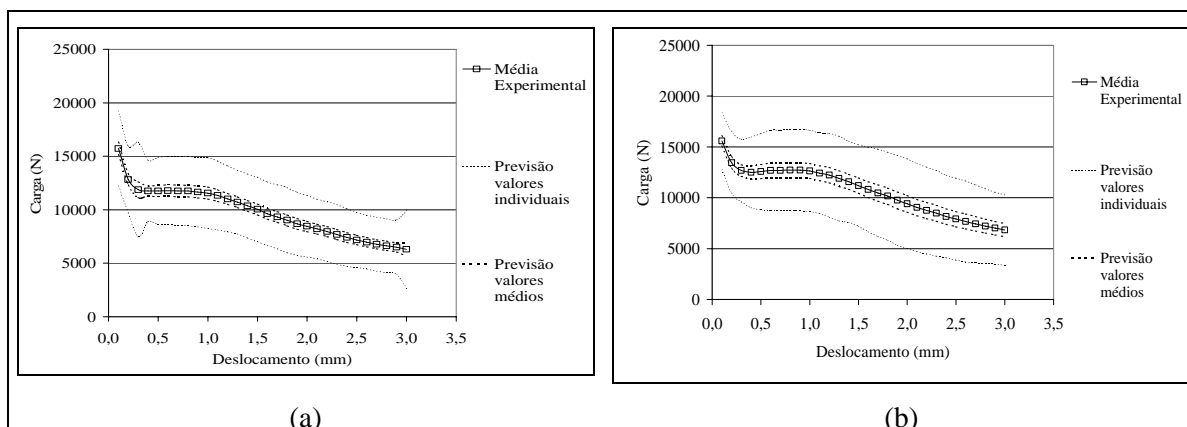 25000
20000
15000
10000
5000
0
Carga (N)
0,0 0,5 1,0 1,5 2,0 2,5 3,0 3,5
Deslocamento (mm)
Média
Experimental
Previsão
valores
individuais
Previsão
valores
médios
(a)
25000
20000
15000
10000
5000
0
Carga (N)
0,0 0,5 1,0 1,5 2,0 2,5 3,0 3,5
Deslocamento (mm)
Média
Experimental
Previsão
valores
individuais
Previsão
valores
médios
(b)